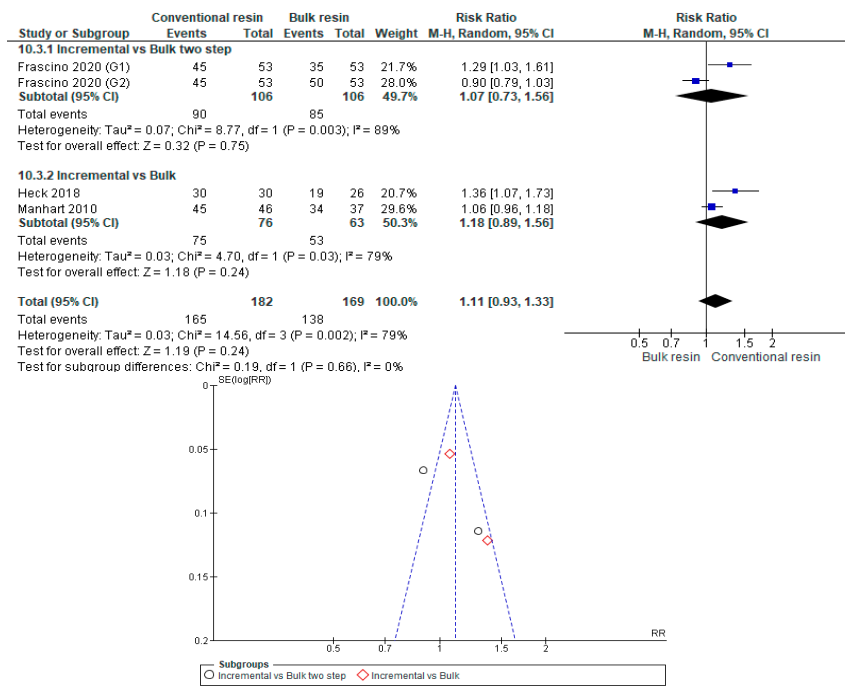 Conventional resin Bulk resin Risk Ratio Risk Ratio
Study or Subgroup Events Total Events Total Weight M-H, Random, 95% CI M-H, Random, 95% CI
10.3.1 Incremental vs Bulk two step
Frascino 2020 (G1) 45 53 35 53 21.7% 1.29 [1.03, 1.61]
Frascino 2020 (G2) 45 53 50 53 28.0% 0.90 [0.79, 1.03]
Subtotal (95% CI) 106 106 49.7% 1.07 [0.73, 1.56]
Total events 90 85
Heterogeneity: Tau² = 0.07; Chi² = 8.77, df = 1 (P = 0.003); I² = 89%
Test for overall effect: Z = 0.32 (P = 0.75)
10.3.2 Incremental vs Bulk
Heck 2018 30 30 19 26 20.7% 1.36 [1.07, 1.73]
Manhart 2010 45 46 34 37 29.6% 1.06 [0.96, 1.18]
Subtotal (95% CI) 76 63 50.3% 1.18 [0.89, 1.56]
Total events 75 53
Heterogeneity: Tau² = 0.03; Chi² = 4.70, df = 1 (P = 0.03); I² = 79%
Test for overall effect: Z = 1.18 (P = 0.24)
Total (95% CI) 182 169 100.0% 1.11 [0.93, 1.33]
Total events 165 138
Heterogeneity: Tau² = 0.03; Chi² = 14.56, df = 3 (P = 0.002); I² = 79%
Test for overall effect: Z = 1.19 (P = 0.24)
Test for subgroup differences: Chi² = 0.19, df = 1 (P = 0.66), I² = 0%
0.5 0.7 1 1.5 2
Bulk resin Conventional resin
0 SE(log[RR])
0.05
0.1
0.15
0.2
RR
0.5 0.7 1 1.5 2
Subgroups
Incremental vs Bulk two step Incremental vs Bulk